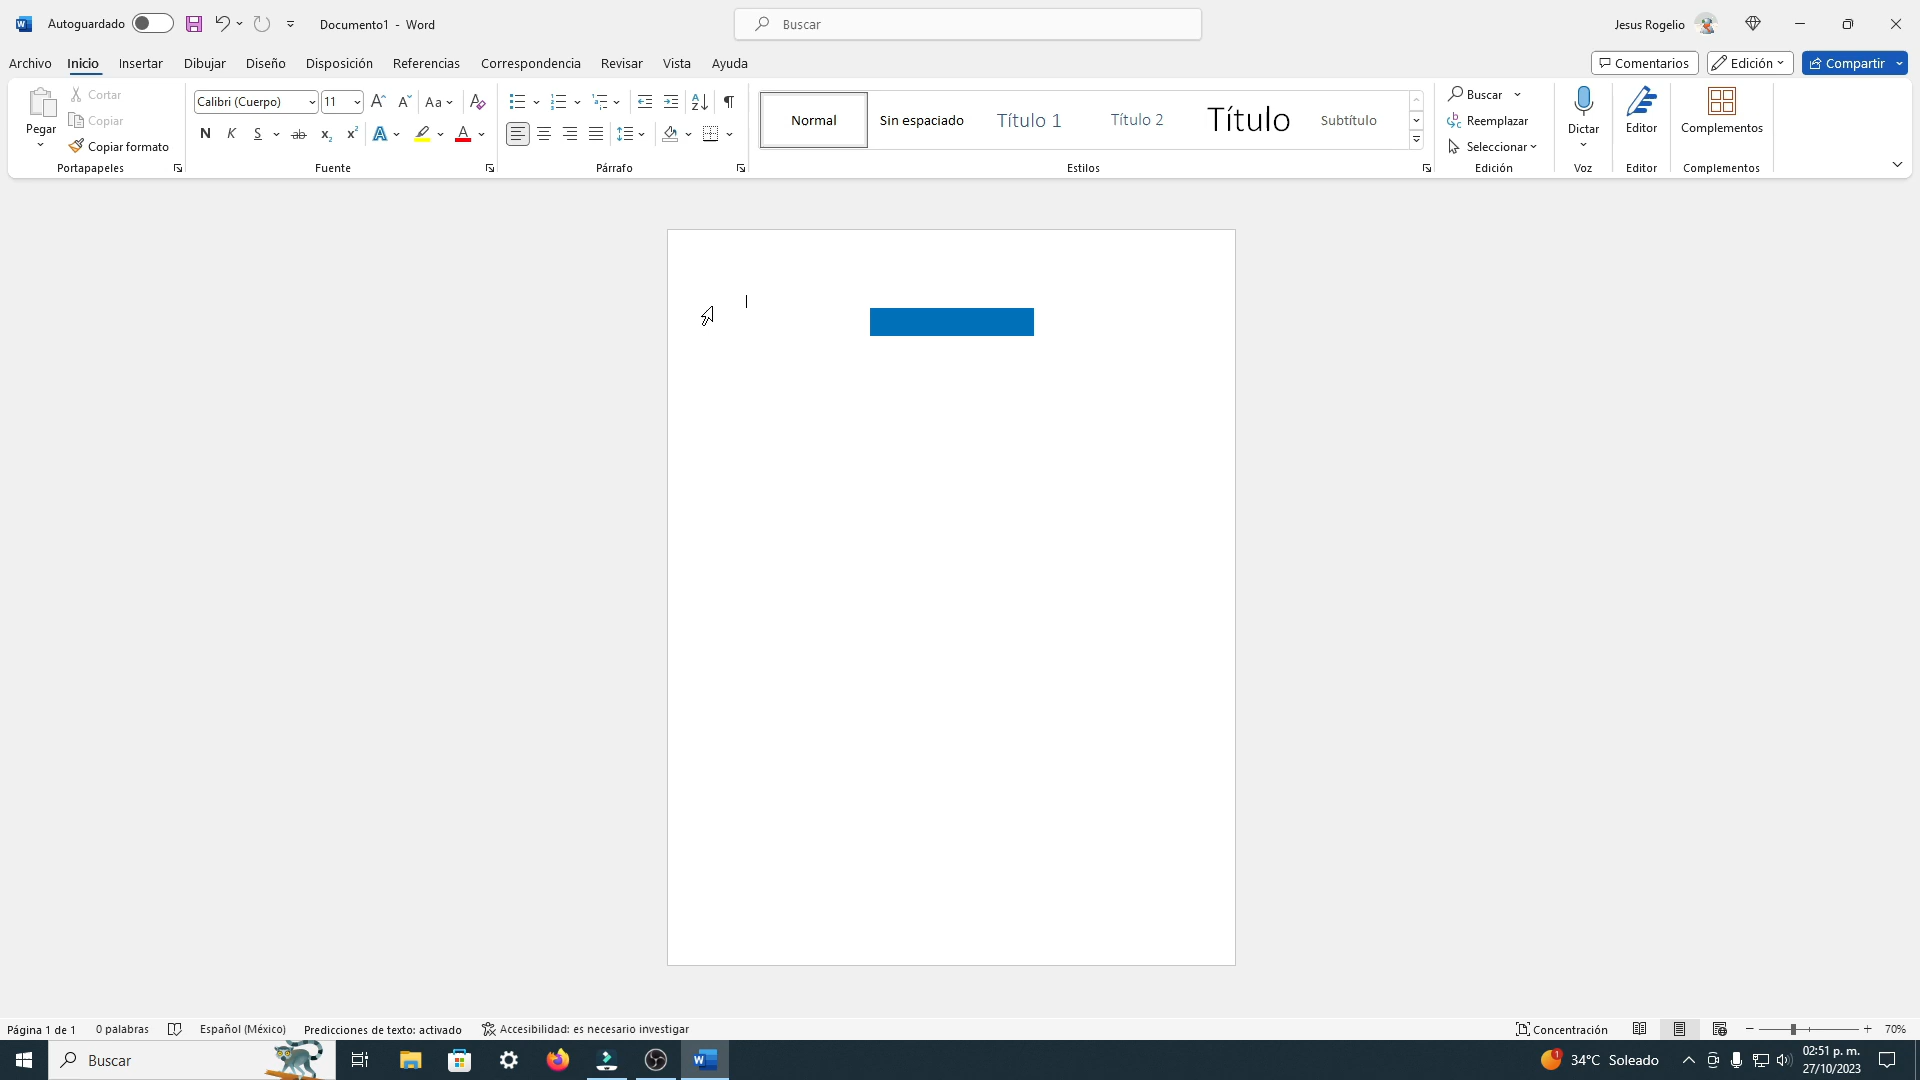 Autoguardado
Documento1 - Word
Buscar
Jesus Rogelio
Archivo Inicio Insertar Dibujar Diseño Disposición Referencias Correspondencia Revisar Vista Ayuda
Comentarios Edición Compartir
Pegar
Cortar
Copiar
Copiar formato
Portapapeles
Calibri (Cuerpo) 11
Aa
N K S ab x₂ x² A A
Fuente
Párrafo
Normal Sin espaciado Título 1 Título 2 Título Subtítulo
Estilos
Buscar
Reemplazar
Seleccionar
Edición
Dictar
Voz
Editor
Editor
Complementos
Complementos
Página 1 de 1 0 palabras Español (México) Predicciones de texto: activado Accesibilidad: es necesario investigar
Concentración 70%
Buscar
34°C Soleado
02:51 p. m.
27/10/2023